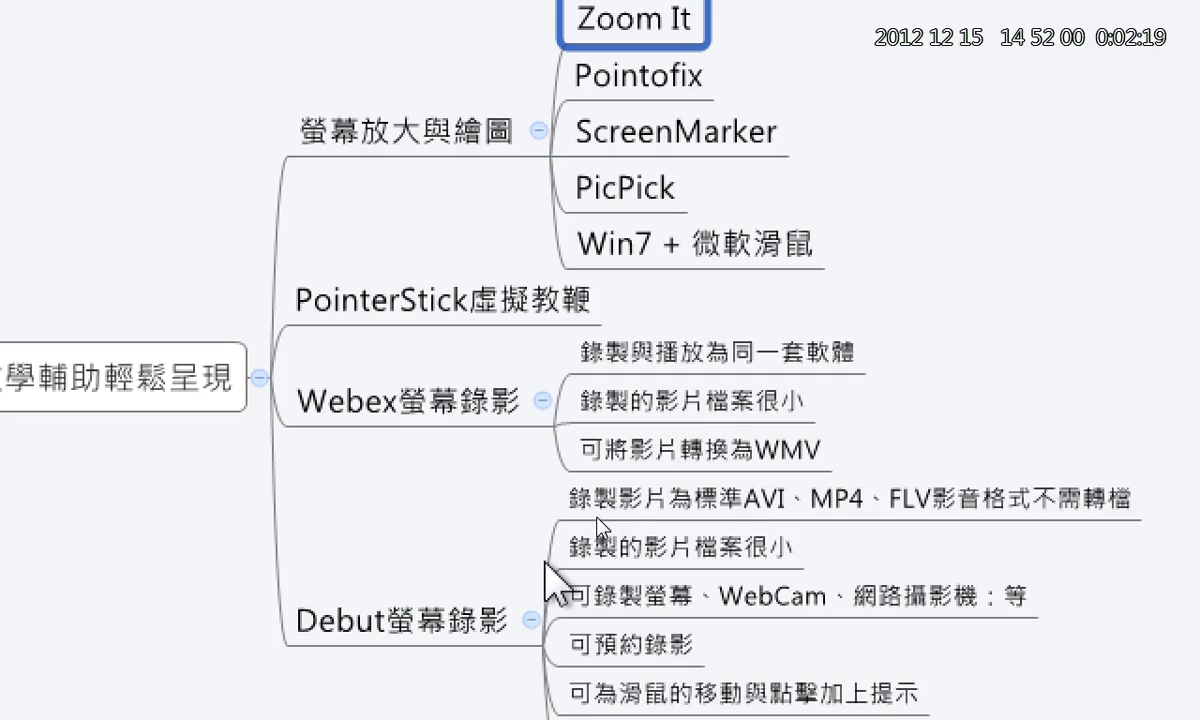 Zoom It
2012 12 15 14 52 00 0:02:19
Pointofix
螢幕放大與繪圖
ScreenMarker
PicPick
Win7 + 微軟滑鼠
PointerStick虛擬教鞭
學輔助輕鬆呈現
Webex螢幕錄影
錄製與播放為同一套軟體
錄製的影片檔案很小
可將影片轉換為WMV
Debut螢幕錄影
錄製影片為標準AVI、MP4、FLV影音格式不需轉檔
錄製的影片檔案很小
可錄製螢幕、WebCam、網路攝影機：等
可預約錄影
可為滑鼠的移動與點擊加上提示